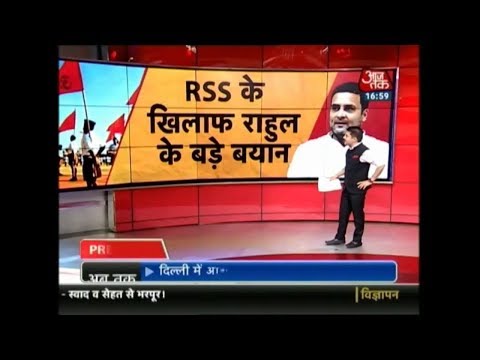 आज तक
16:59
RSS के
खिलाफ राहुल
के बड़े बयान
PR
अब तक
दिल्ली में आ
- स्वाद व सेहत से भरपूर!
विज्ञापन